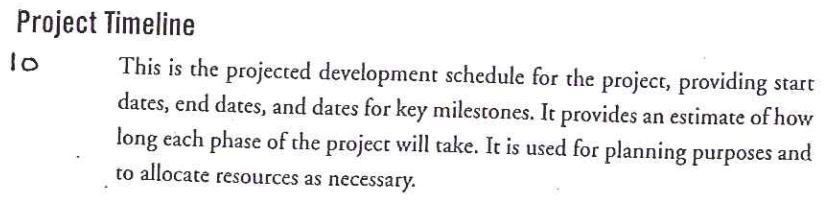 Project Timeline
10
This is the projected development schedule for the project, providing start
dates, end dates, and dates for key milestones. It provides an estimate of how
long each phase of the project will take. It is used for planning purposes and
to allocate resources as necessary.